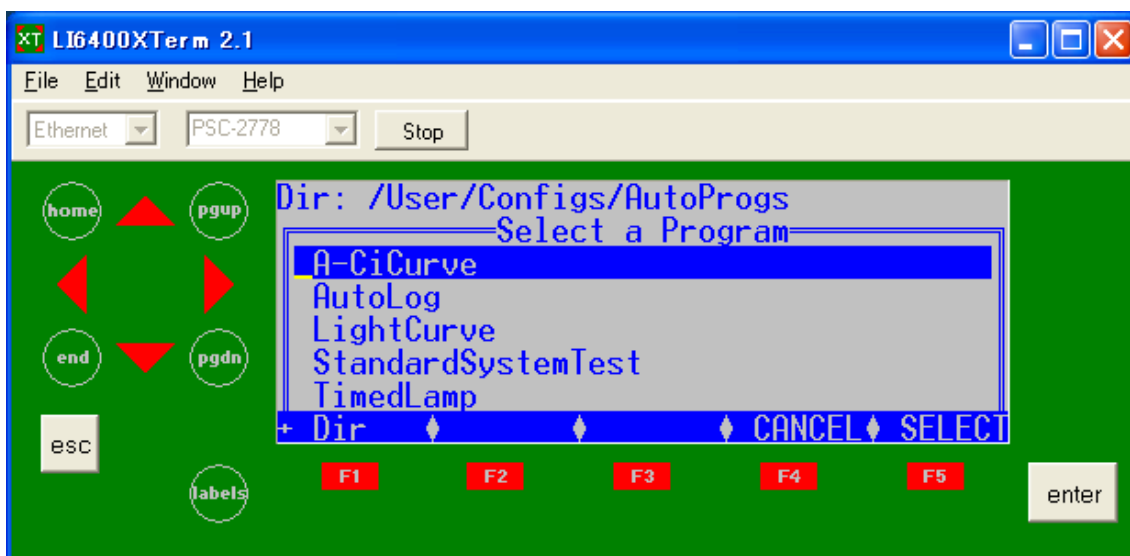 XT LI6400XTerm 2.1
File Edit Window Help
Ethernet PSC-2778 Stop
Dir: /User/Configs/AutoProgs
Select a Program
A-CiCurve
AutoLog
LightCurve
StandardSystemTest
TimedLamp
+ Dir CANCEL SELECT
home pgup
end pgdn
esc
labels
F1 F2 F3 F4 F5
enter